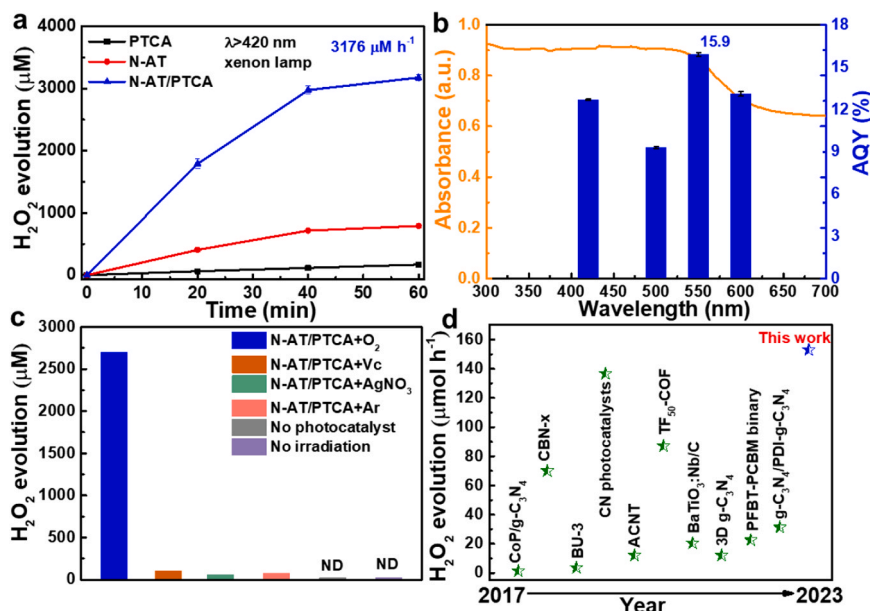 a
4000
3000
2000
1000
0
H₂O₂ evolution (μM)
PTCA
N-AT
N-AT/PTCA
λ>420 nm
xenon lamp
3176 μM h⁻¹
0 10 20 30 40 50 60
Time (min)
b
1.0
0.8
0.6
0.4
0.2
0.0
Absorbance (a.u.)
15.9
18
15
12
9
6
3
0
AQY (%)
300 350 400 450 500 550 600 650 700
Wavelength (nm)
c
3000
2500
2000
1500
1000
500
0
H₂O₂ evolution (μM)
N-AT/PTCA+O₂
N-AT/PTCA+Vc
N-AT/PTCA+AgNO₃
N-AT/PTCA+Ar
No photocatalyst
No irradiation
ND ND
d
160
140
120
100
80
60
40
20
0
H₂O₂ evolution (μmol h⁻¹)
This work
CoP/g-C₃N₄
CBN-x
BU-3
CN photocatalysts
ACNT
TF₅₀-COF
BaTiO₃:Nb/C
3D g-C₃N₄
PFBT-PCBM binary
g-C₃N₄/PDI-g-C₃N₄
2017 2023
Year